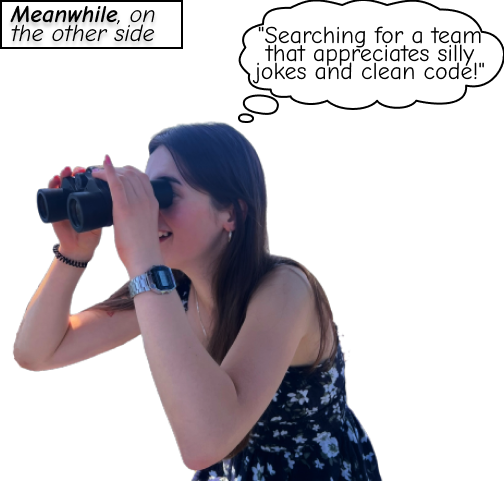 Meanwhile, on
the other side
"Searching for a team
that appreciates silly
jokes and clean code!"